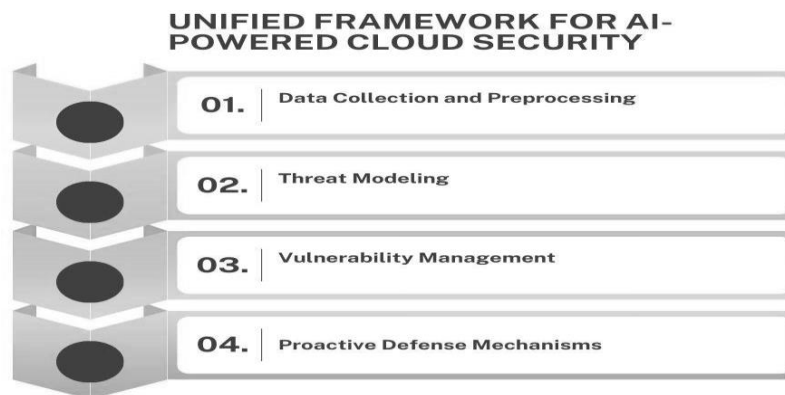 UNIFIED FRAMEWORK FOR AI-
POWERED CLOUD SECURITY
01. Data Collection and Preprocessing
02. Threat Modeling
03. Vulnerability Management
04. Proactive Defense Mechanisms